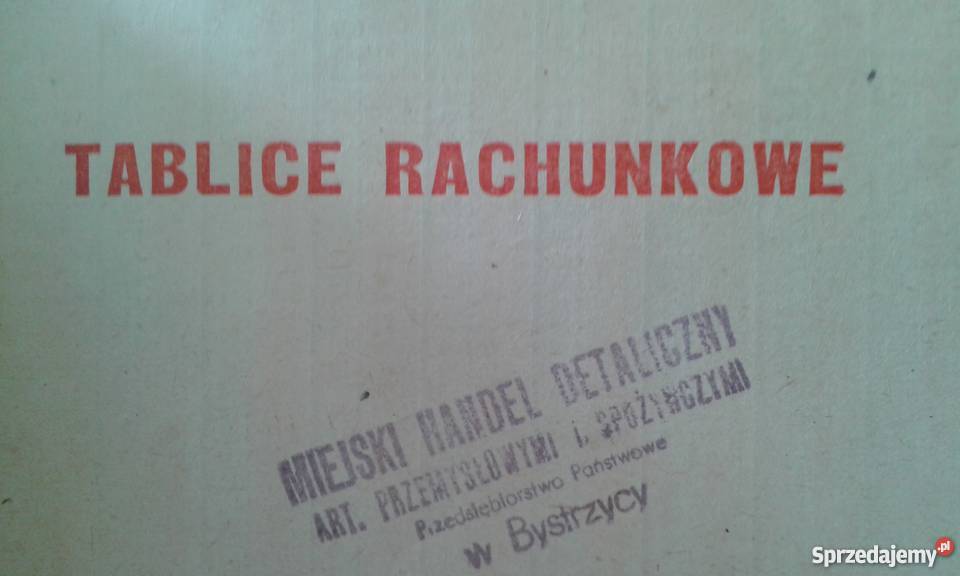 TABLICE RACHUNKOWE
MIEJSKI HANDEL DETALICZNY
ART. PRZEMYSŁOWYMI i. SPOŻYWCZYMI
Przedsiębiorstwo Państwowe
w Bystrzycy
Sprzedajemy.pl